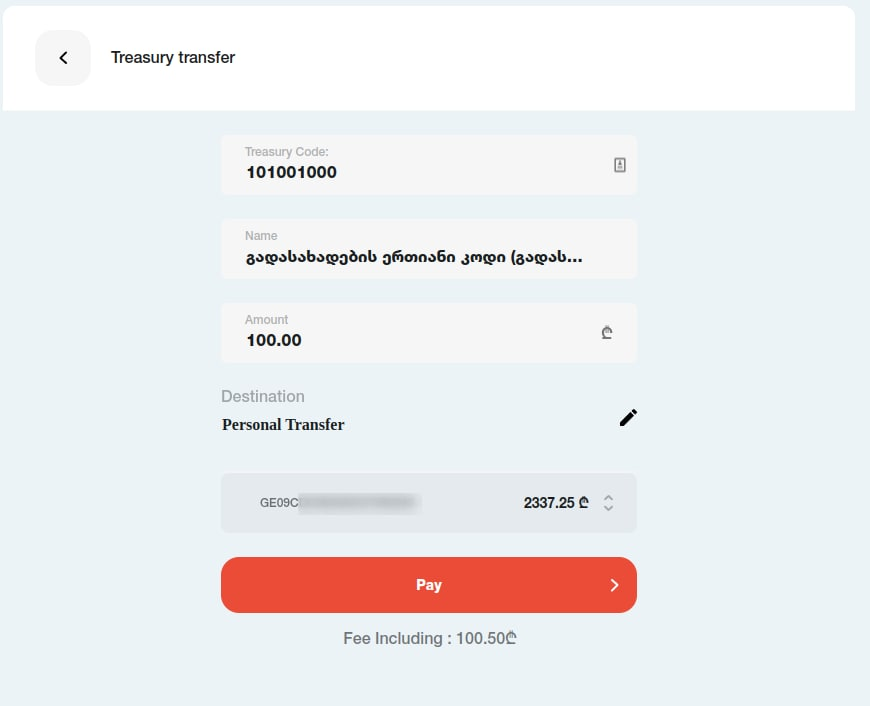 Treasury transfer
Treasury Code:
101001000
Name
გადასახადების ერთიანი კოდი (გადას...
Amount
100.00 ₾
Destination
Personal Transfer
GE09C 2337.25 ₾
Pay
Fee Including : 100.50₾